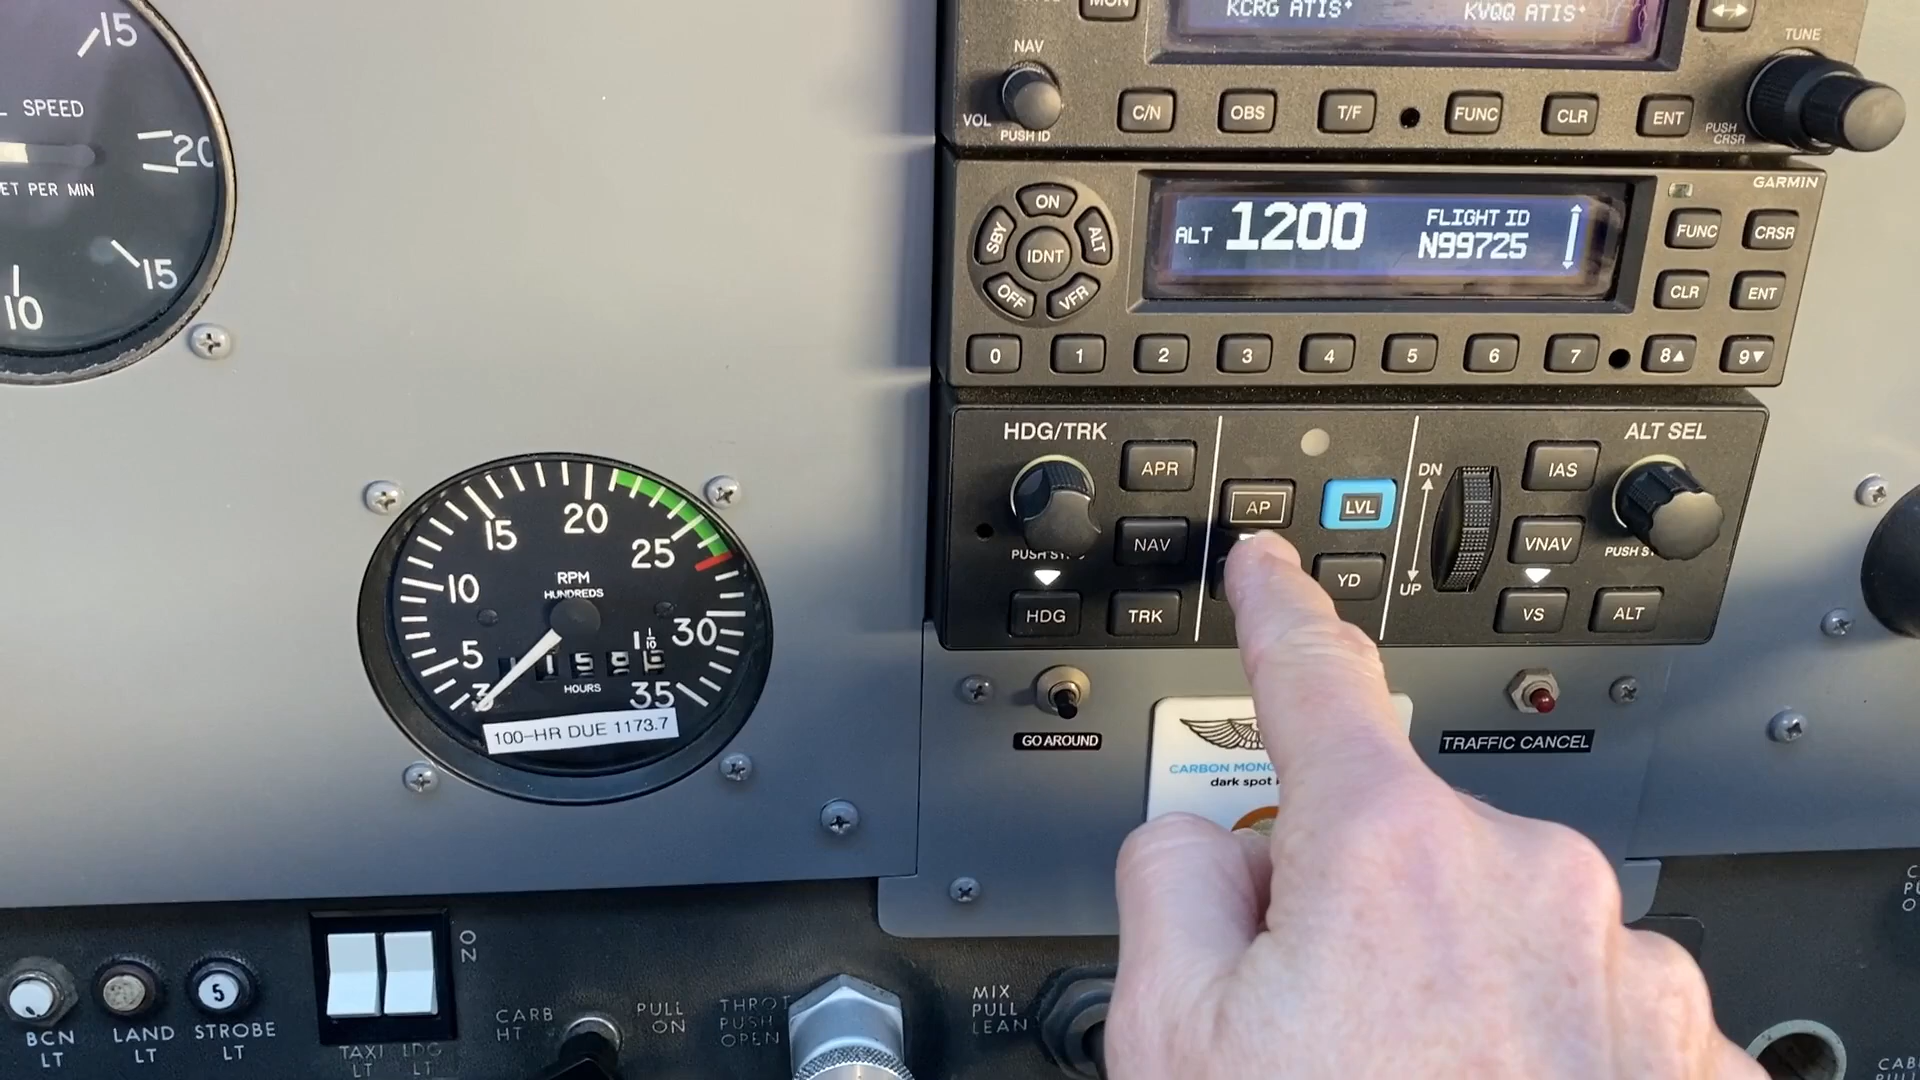 KCRG ATIS
KVQQ ATIS
NAV
TUNE
VOL
PUSH ID
C/N
OBS
T/F
FUNC
CLR
ENT
PUSH
CRSR
15
SPEED
20
PER MIN
15
10
GARMIN
ON
SBY
ALT
IDNT
OFF
VFR
ALT 1200
FLIGHT ID
N99725
FUNC
CRSR
CLR
ENT
0 1 2 3 4 5 6 7 8▲ 9▼
HDG/TRK
ALT SEL
APR
AP
LVL
DN
IAS
NAV
VNAV
PUSH
PUSH
YD
UP
HDG
TRK
VS
ALT
5
10
15
20
25
30
35
RPM
HUNDREDS
1/10
HOURS
100-HR DUE 1173.7
GO AROUND
TRAFFIC CANCEL
CARBON
dark spot
BCN
LT
LAND
LT
5
STROBE
LT
ON
TAXI
LT
LDG
LT
CARB
HT
PULL
ON
THROT
PUSH
OPEN
MIX
PULL
LEAN